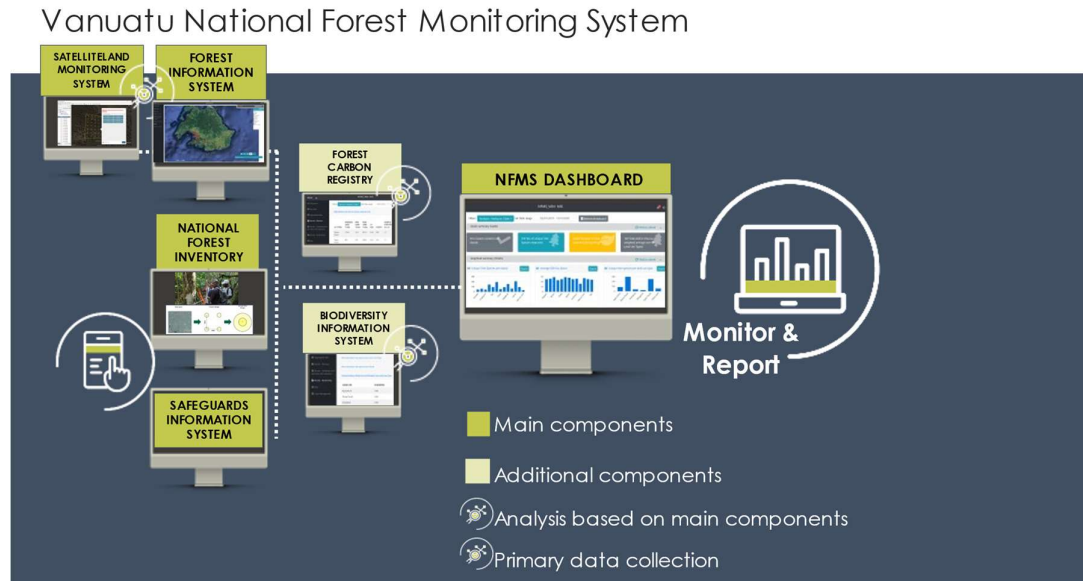 Vanuatu National Forest Monitoring System
SATELLITELAND
MONITORING
SYSTEM
FOREST
INFORMATION
SYSTEM
FOREST
CARBON
REGISTRY
NFMS DASHBOARD
NATIONAL
FOREST
INVENTORY
BIODIVERSITY
INFORMATION
SYSTEM
Monitor &
Report
SAFEGUARDS
INFORMATION
SYSTEM
Main components
Additional components
Analysis based on main components
Primary data collection